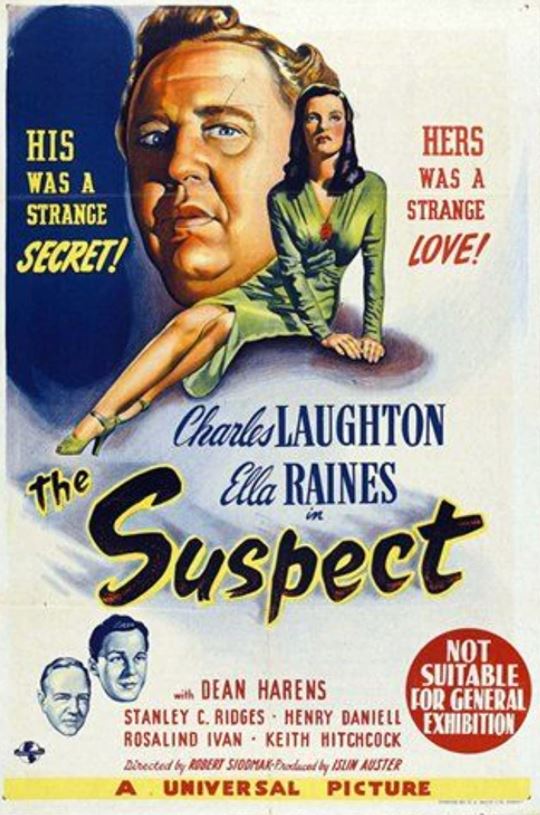 HIS
WAS A
STRANGE
SECRET!
HERS
WAS A
STRANGE
LOVE!
Charles LAUGHTON
Ella RAINES
in
the
Suspect
with DEAN HARENS
STANLEY C. RIDGES · HENRY DANIELL
ROSALIND IVAN · KEITH HITCHCOCK
Directed by ROBERT SIODMAK-Produced by ISLIN AUSTER
A UNIVERSAL PICTURE
NOT
SUITABLE
FOR GENERAL
EXHIBITION